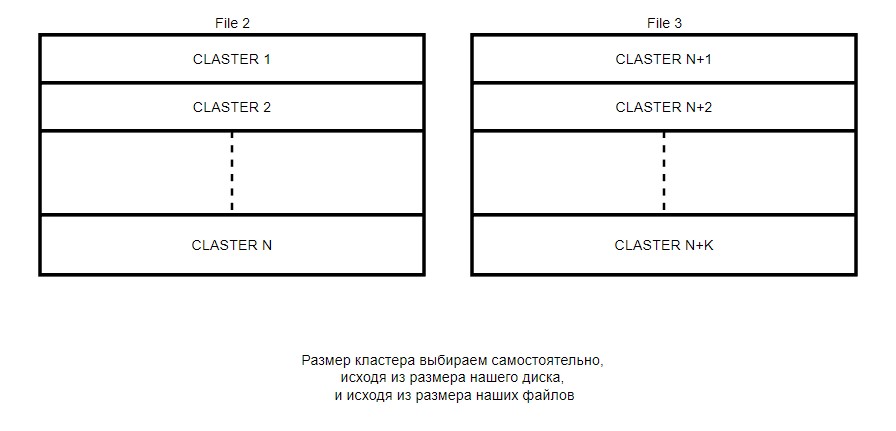 File 2
CLASTER 1
CLASTER 2
CLASTER N
File 3
CLASTER N+1
CLASTER N+2
CLASTER N+K
Размер кластера выбираем самостоятельно,
исходя из размера нашего диска,
и исходя из размера наших файлов